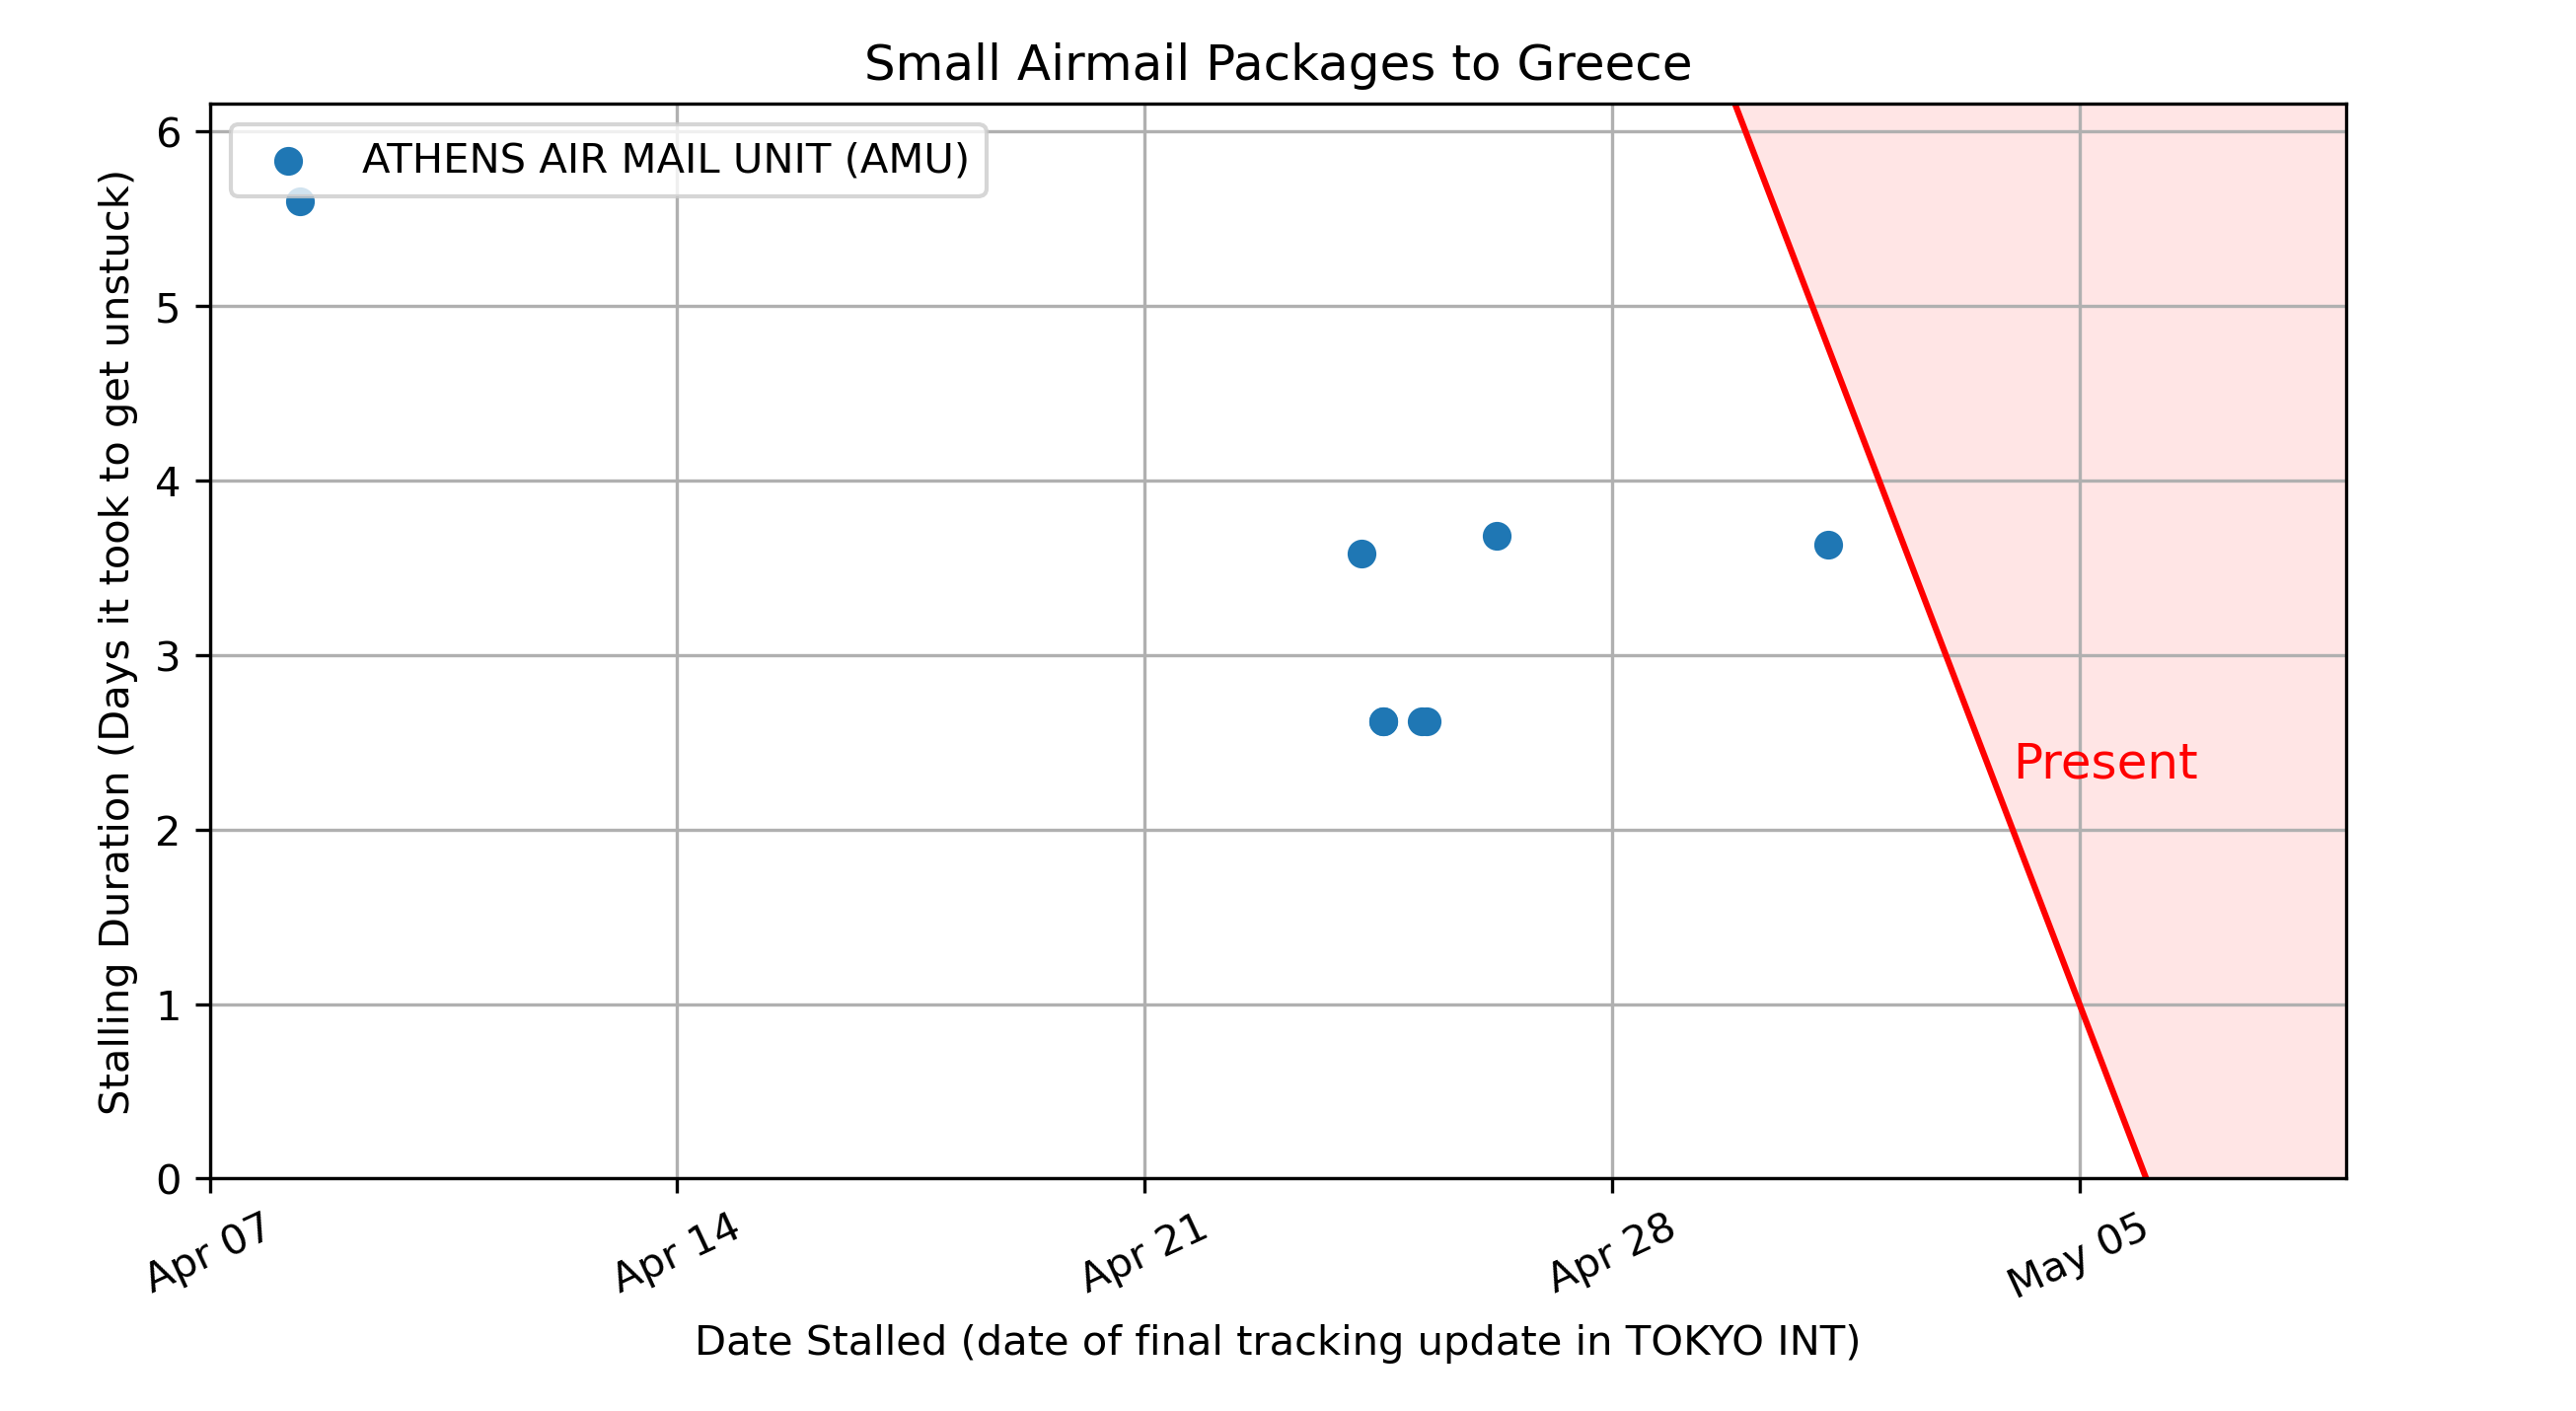 Small Airmail Packages to Greece
ATHENS AIR MAIL UNIT (AMU)
Stalling Duration (Days it took to get unstuck)
6
5
4
3
2
1
0
Present
Apr 07
Apr 14
Apr 21
Apr 28
May 05
Date Stalled (date of final tracking update in TOKYO INT)